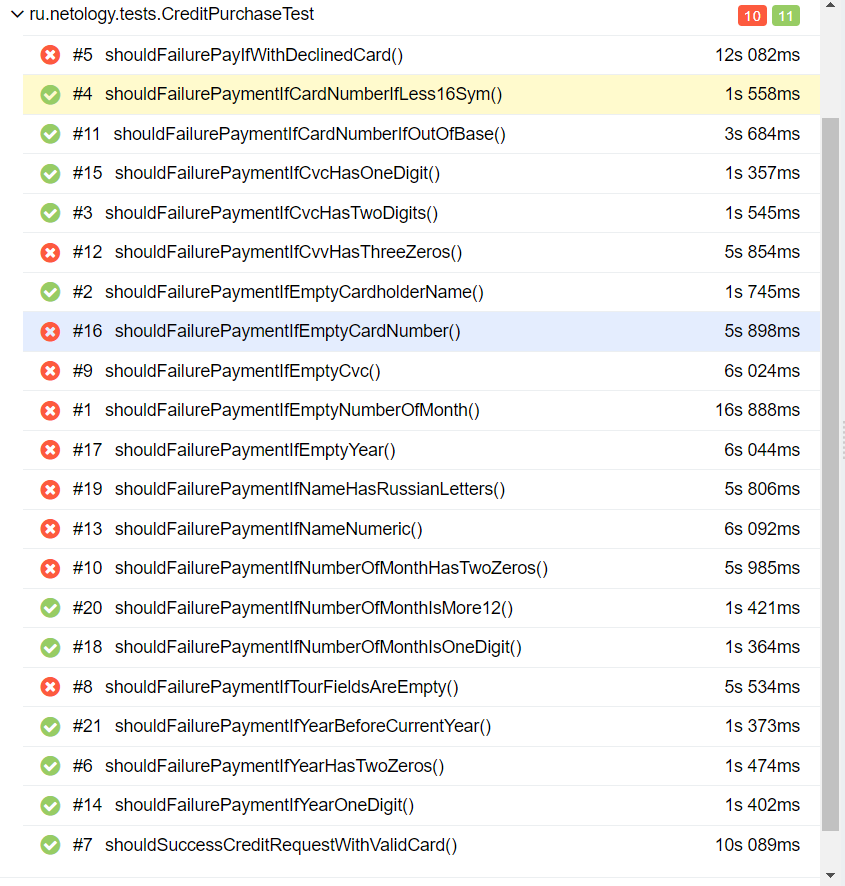 ru.netology.tests.CreditPurchaseTest 10 11
#5 shouldFailurePayIfWithDeclinedCard() 12s 082ms
#4 shouldFailurePaymentIfCardNumberIfLess16Sym() 1s 558ms
#11 shouldFailurePaymentIfCardNumberIfOutOfBase() 3s 684ms
#15 shouldFailurePaymentIfCvcHasOneDigit() 1s 357ms
#3 shouldFailurePaymentIfCvcHasTwoDigits() 1s 545ms
#12 shouldFailurePaymentIfCvvHasThreeZeros() 5s 854ms
#2 shouldFailurePaymentIfEmptyCardholderName() 1s 745ms
#16 shouldFailurePaymentIfEmptyCardNumber() 5s 898ms
#9 shouldFailurePaymentIfEmptyCvc() 6s 024ms
#1 shouldFailurePaymentIfEmptyNumberOfMonth() 16s 888ms
#17 shouldFailurePaymentIfEmptyYear() 6s 044ms
#19 shouldFailurePaymentIfNameHasRussianLetters() 5s 806ms
#13 shouldFailurePaymentIfNameNumeric() 6s 092ms
#10 shouldFailurePaymentIfNumberOfMonthHasTwoZeros() 5s 985ms
#20 shouldFailurePaymentIfNumberOfMonthIsMore12() 1s 421ms
#18 shouldFailurePaymentIfNumberOfMonthIsOneDigit() 1s 364ms
#8 shouldFailurePaymentIfTourFieldsAreEmpty() 5s 534ms
#21 shouldFailurePaymentIfYearBeforeCurrentYear() 1s 373ms
#6 shouldFailurePaymentIfYearHasTwoZeros() 1s 474ms
#14 shouldFailurePaymentIfYearOneDigit() 1s 402ms
#7 shouldSuccessCreditRequestWithValidCard() 10s 089ms